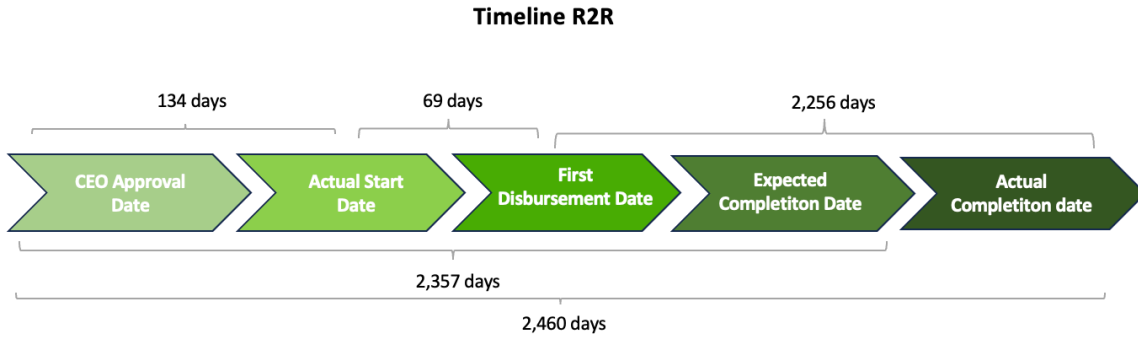 Timeline R2R
134 days
69 days
2,256 days
CEO Approval
Date
Actual Start
Date
First
Disbursement Date
Expected
Completiton Date
Actual
Completiton date
2,357 days
2,460 days